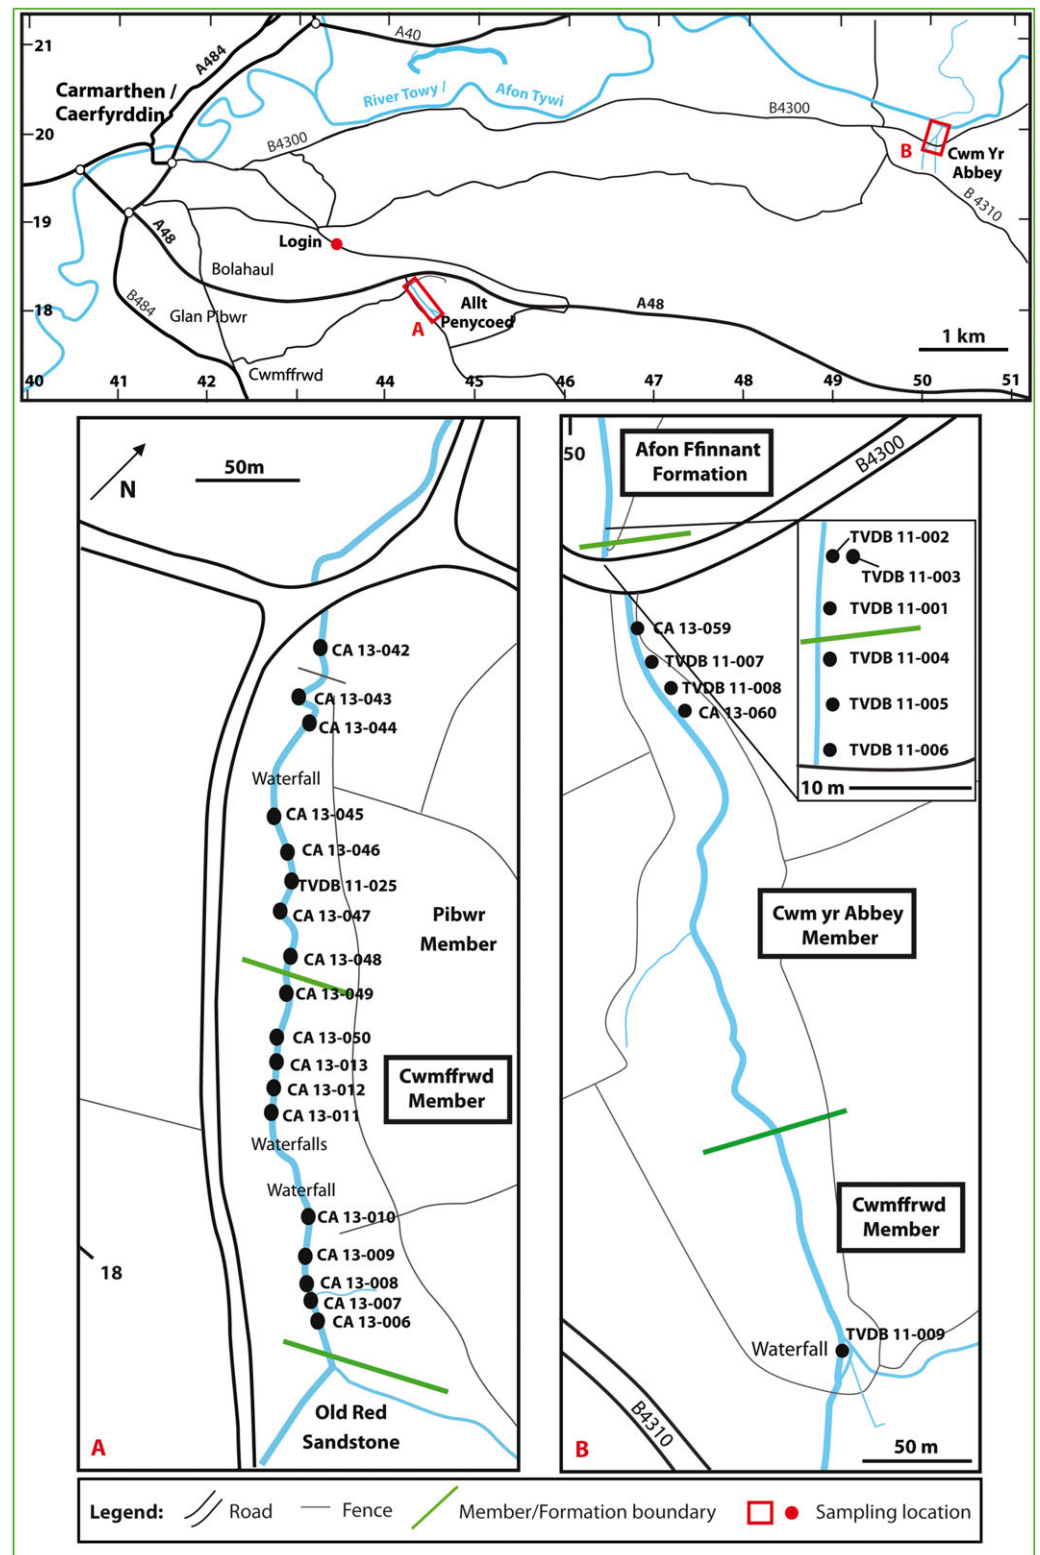 21
20
19
18
A484
A40
Carmarthen /
Caerfyrddin
River Towy /
Afon Tywi
B4300
B4300
B
Cwm Yr
Abbey
B 4310
A48
Login
Bolahaul
B484
Glan Pibwr
Allt
Penycoed
A
A48
1 km
Cwmffrwd
40
41
42
44
45
46
47
48
49
50
51
N
50m
CA 13-042
CA 13-043
CA 13-044
Waterfall
CA 13-045
CA 13-046
TVDB 11-025
CA 13-047
Pibwr
Member
CA 13-048
CA 13-049
CA 13-050
CA 13-013
CA 13-012
CA 13-011
Cwmffrwd
Member
Waterfalls
Waterfall
CA 13-010
CA 13-009
CA 13-008
CA 13-007
CA 13-006
18
Old Red
Sandstone
A
50
Afon Ffinnant
Formation
B4300
TVDB 11-002
TVDB 11-003
TVDB 11-001
TVDB 11-004
TVDB 11-005
TVDB 11-006
10 m
CA 13-059
TVDB 11-007
TVDB 11-008
CA 13-060
Cwm yr Abbey
Member
Cwmffrwd
Member
TVDB 11-009
Waterfall
B4310
B
50 m
Legend:
Road
Fence
Member/Formation boundary
Sampling location